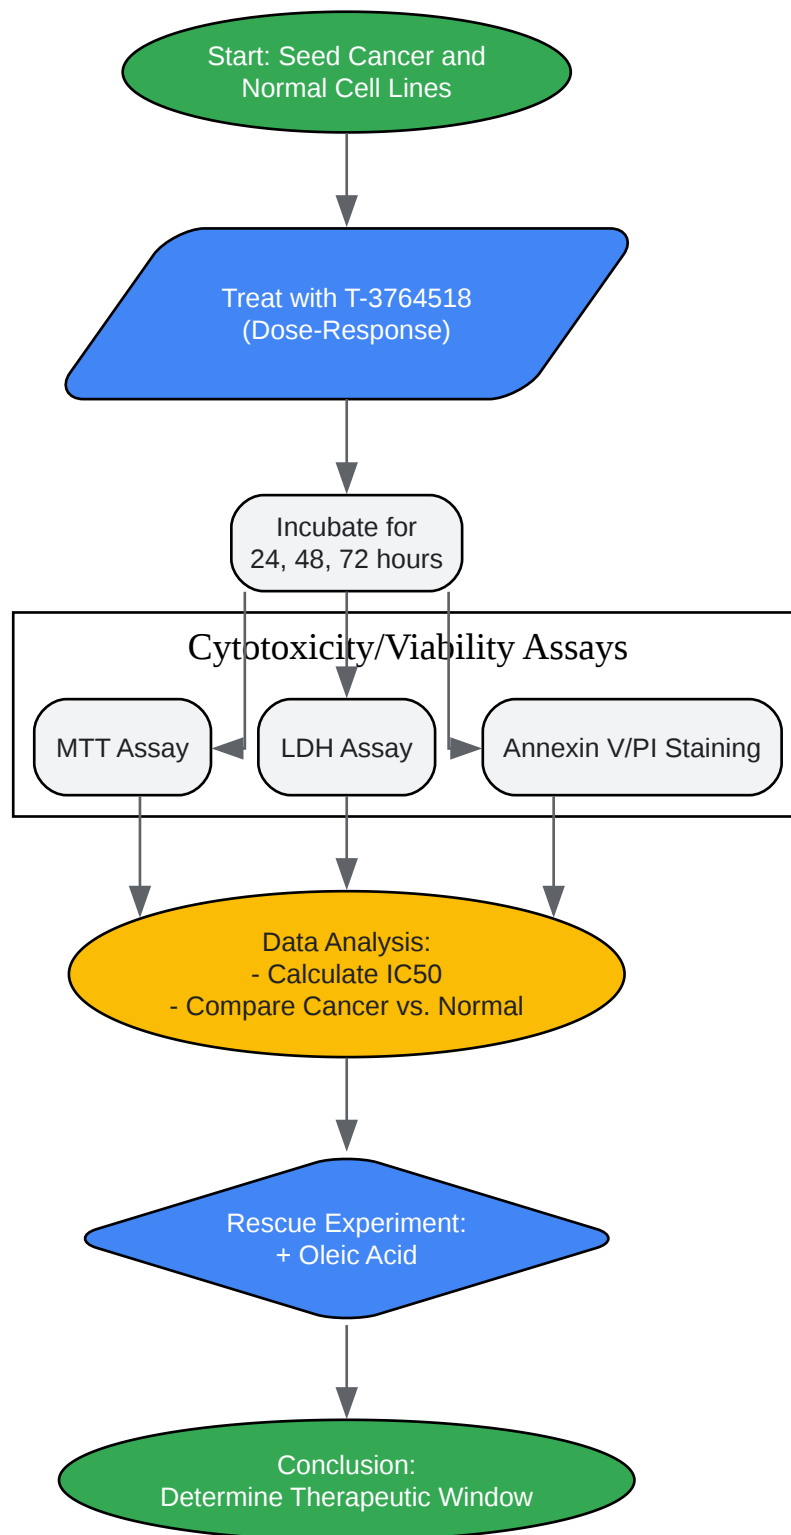 Start: Seed Cancer and
Normal Cell Lines
Treat with T-3764518
(Dose-Response)
Incubate for
24, 48, 72 hours
Cytotoxicity/Viability Assays
MTT Assay
LDH Assay
Annexin V/PI Staining
Data Analysis:
- Calculate IC50
- Compare Cancer vs. Normal
Rescue Experiment:
+ Oleic Acid
Conclusion:
Determine Therapeutic Window